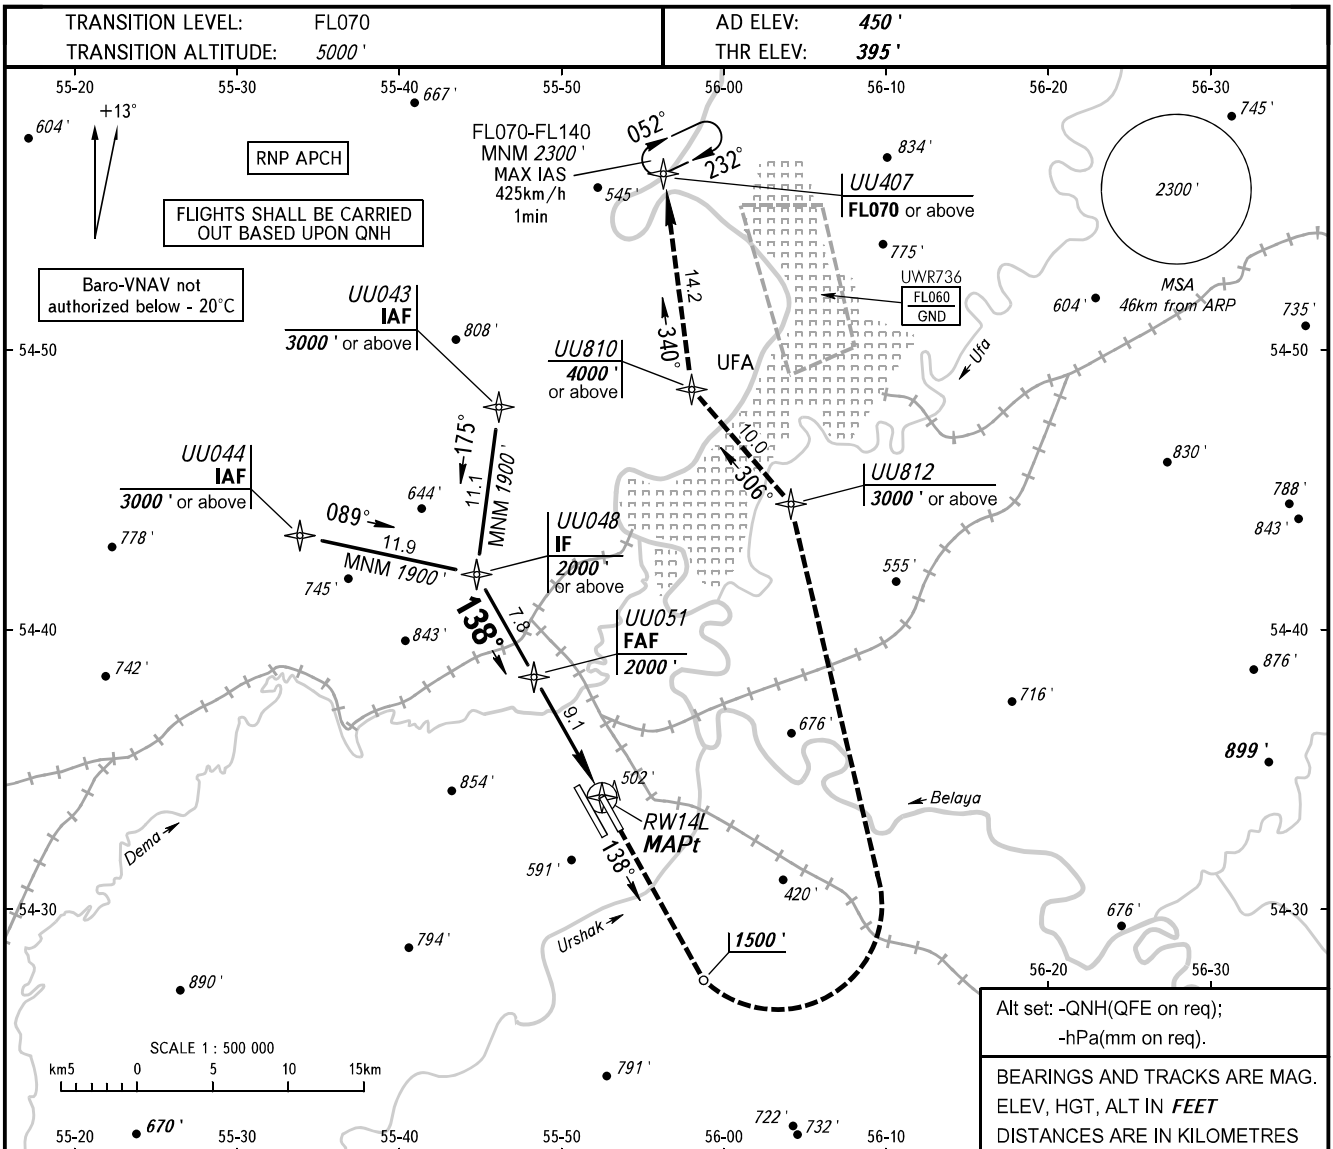 TRANSITION LEVEL: FL070
TRANSITION ALTITUDE: 5000 '
AD ELEV: 450 '
THR ELEV: 395 '
55-20 55-30 55-40 55-50 56-00 56-10 56-20 56-30
+13°
604 '
667 '
745 '
RNP APCH
FLIGHTS SHALL BE CARRIED
OUT BASED UPON QNH
Baro-VNAV not
authorized below - 20°C
FL070-FL140
MNM 2300 '
MAX IAS
425km/h
1min
052°
232°
545 '
834 '
UU407
FL070 or above
775 '
2300 '
MSA
46km from ARP
UWR736
FL060
GND
604 '
735 '
UU043
IAF
3000 ' or above
808 '
14.2
340°
Ufa
54-50
54-50
UU810
4000 '
or above
UFA
175°
11.1
MNM 1900'
10.0
306°
UU044
IAF
3000 ' or above
644 '
089°
11.9
MNM 1900'
UU812
3000 ' or above
830 '
788 '
843 '
778 '
745 '
UU048
IF
2000 '
or above
555 '
138°
7.8
UU051
FAF
2000 '
54-40
54-40
843 '
742 '
876 '
716 '
676 '
9.1
899 '
854 '
502 '
RW14L
MAPt
Belaya
Dema
138°
591 '
420 '
54-30
54-30
676 '
Urshak
1500 '
794 '
890 '
56-20 56-30
Alt set: -QNH(QFE on req);
-hPa(mm on req).
SCALE 1 : 500 000
km5 0 5 10 15km
791 '
BEARINGS AND TRACKS ARE MAG.
ELEV, HGT, ALT IN FEET
DISTANCES ARE IN KILOMETRES
670 '
722 '
732 '
55-20 55-30 55-40 55-50 56-00 56-10